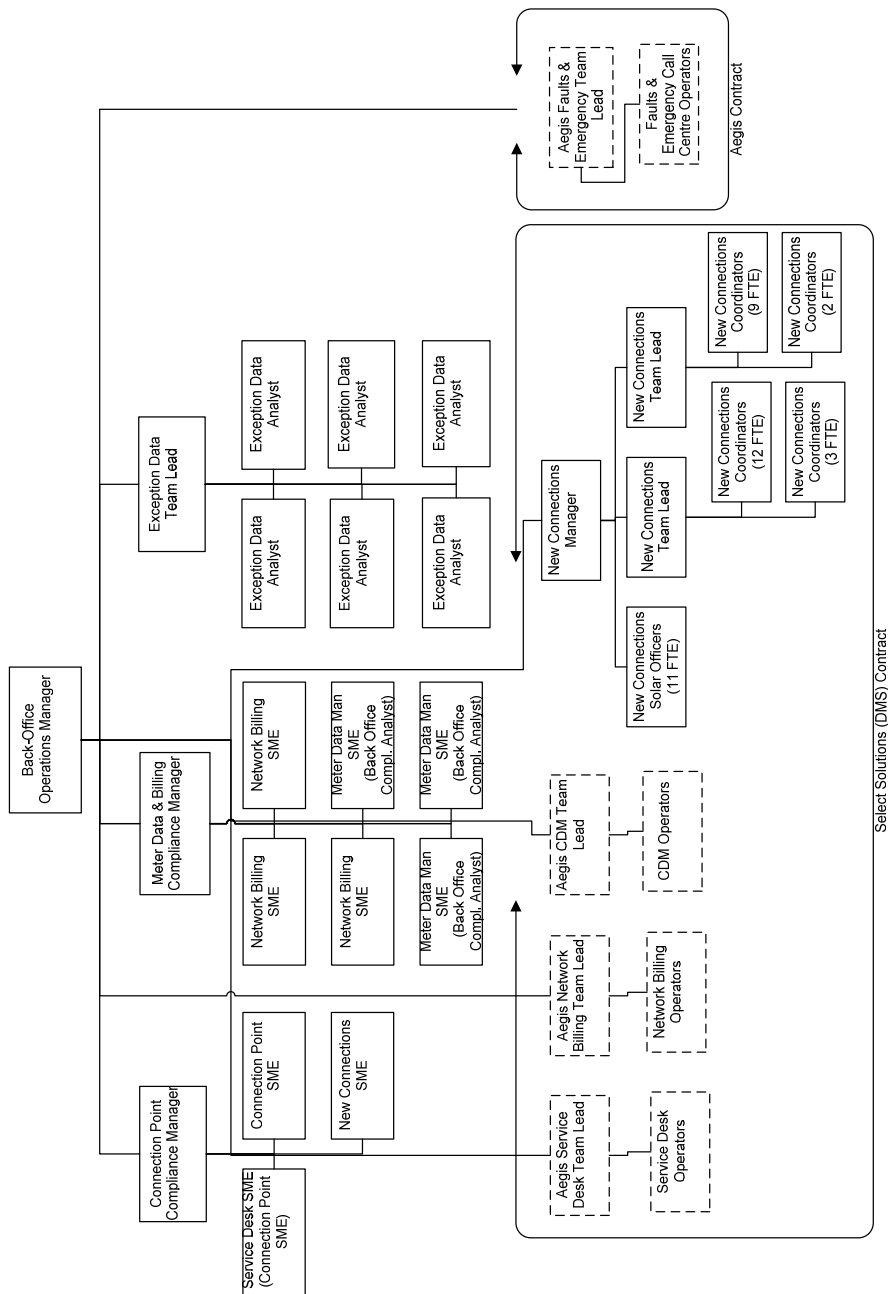 Back-Office
Operations Manager
Connection Point
Compliance Manager
Meter Data & Billing
Compliance Manager
Exception Data
Team Lead
Service Desk SME
(Connection Point
SME)
Connection Point
SME
New Connections
SME
Network Billing
SME
Network Billing
SME
Network Billing
SME
Meter Data Man
SME
(Back Office
Compl. Analyst)
Meter Data Man
SME
(Back Office
Compl. Analyst)
Meter Data Man
SME
(Back Office
Compl. Analyst)
Exception Data
Analyst
Exception Data
Analyst
Exception Data
Analyst
Exception Data
Analyst
Exception Data
Analyst
Exception Data
Analyst
Aegis Service
Desk Team Lead
Service Desk
Operators
Aegis Network
Billing Team Lead
Network Billing
Operators
Aegis CDM Team
Lead
CDM Operators
New Connections
Manager
New Connections
Solar Officers
(11 FTE)
New Connections
Team Lead
New Connections
Team Lead
New Connections
Coordinators
(12 FTE)
New Connections
Coordinators
(3 FTE)
New Connections
Coordinators
(9 FTE)
New Connections
Coordinators
(2 FTE)
Select Solutions (DMS) Contract
Aegis Faults &
Emergency Team
Lead
Faults &
Emergency Call
Centre Operators
Aegis Contract